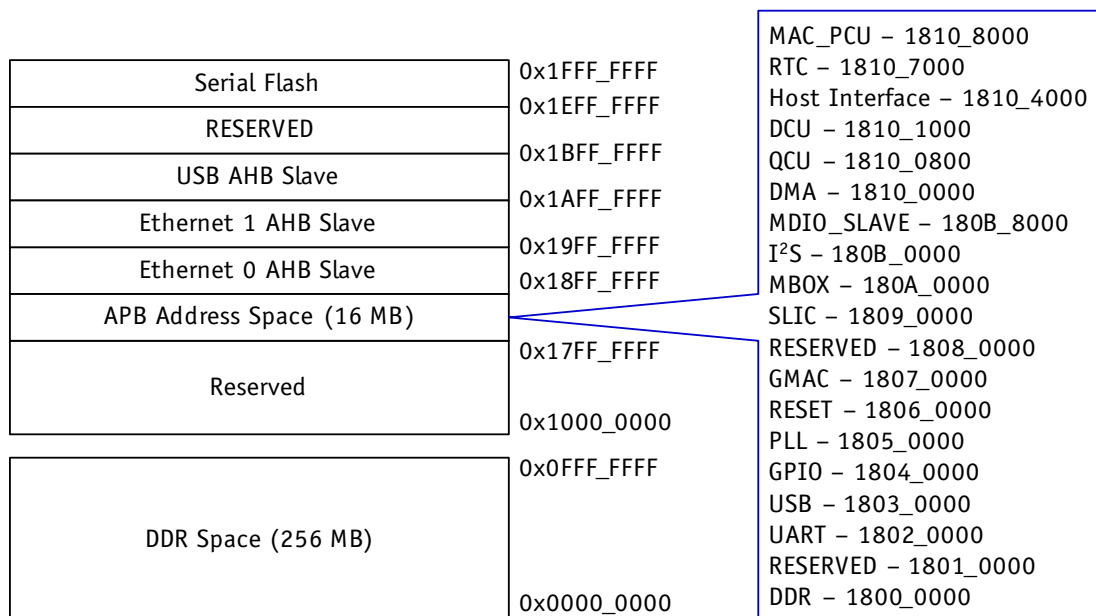 Serial Flash
0x1FFF_FFFF
0x1EFF_FFFF
RESERVED
0x1BFF_FFFF
USB AHB Slave
0x1AFF_FFFF
Ethernet 1 AHB Slave
0x19FF_FFFF
Ethernet 0 AHB Slave
0x18FF_FFFF
APB Address Space (16 MB)
0x17FF_FFFF
Reserved
0x1000_0000
0x0FFF_FFFF
DDR Space (256 MB)
0x0000_0000
MAC_PCU – 1810_8000
RTC – 1810_7000
Host Interface – 1810_4000
DCU – 1810_1000
QCU – 1810_0800
DMA – 1810_0000
MDIO_SLAVE – 180B_8000
I²S – 180B_0000
MBOX – 180A_0000
SLIC – 1809_0000
RESERVED – 1808_0000
GMAC – 1807_0000
RESET – 1806_0000
PLL – 1805_0000
GPIO – 1804_0000
USB – 1803_0000
UART – 1802_0000
RESERVED – 1801_0000
DDR – 1800_0000